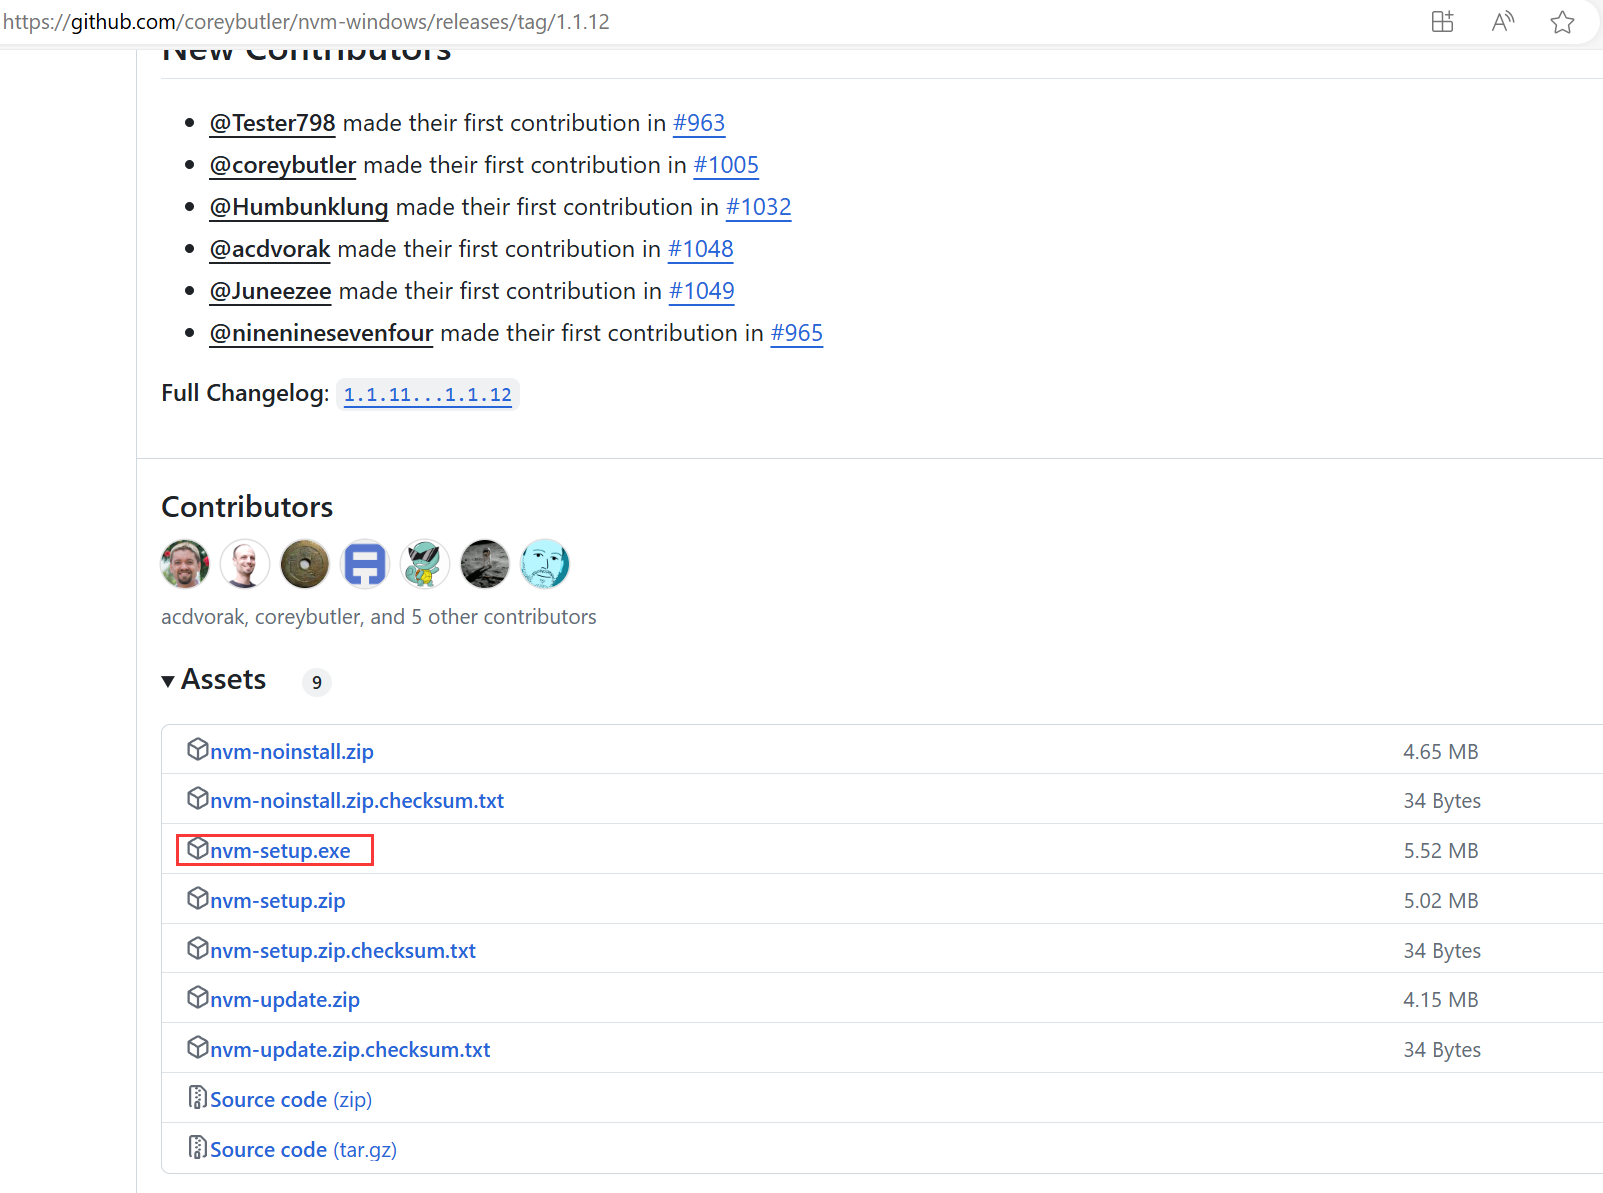 https://github.com/coreybutler/nvm-windows/releases/tag/1.1.12
New Contributors
@Tester798 made their first contribution in #963
@coreybutler made their first contribution in #1005
@Humbunklung made their first contribution in #1032
@acdvorak made their first contribution in #1048
@Juneezee made their first contribution in #1049
@nineninesevenfour made their first contribution in #965
Full Changelog: 1.1.11...1.1.12
Contributors
acdvorak, coreybutler, and 5 other contributors
Assets 9
nvm-noinstall.zip 4.65 MB
nvm-noinstall.zip.checksum.txt 34 Bytes
nvm-setup.exe 5.52 MB
nvm-setup.zip 5.02 MB
nvm-setup.zip.checksum.txt 34 Bytes
nvm-update.zip 4.15 MB
nvm-update.zip.checksum.txt 34 Bytes
Source code (zip)
Source code (tar.gz)